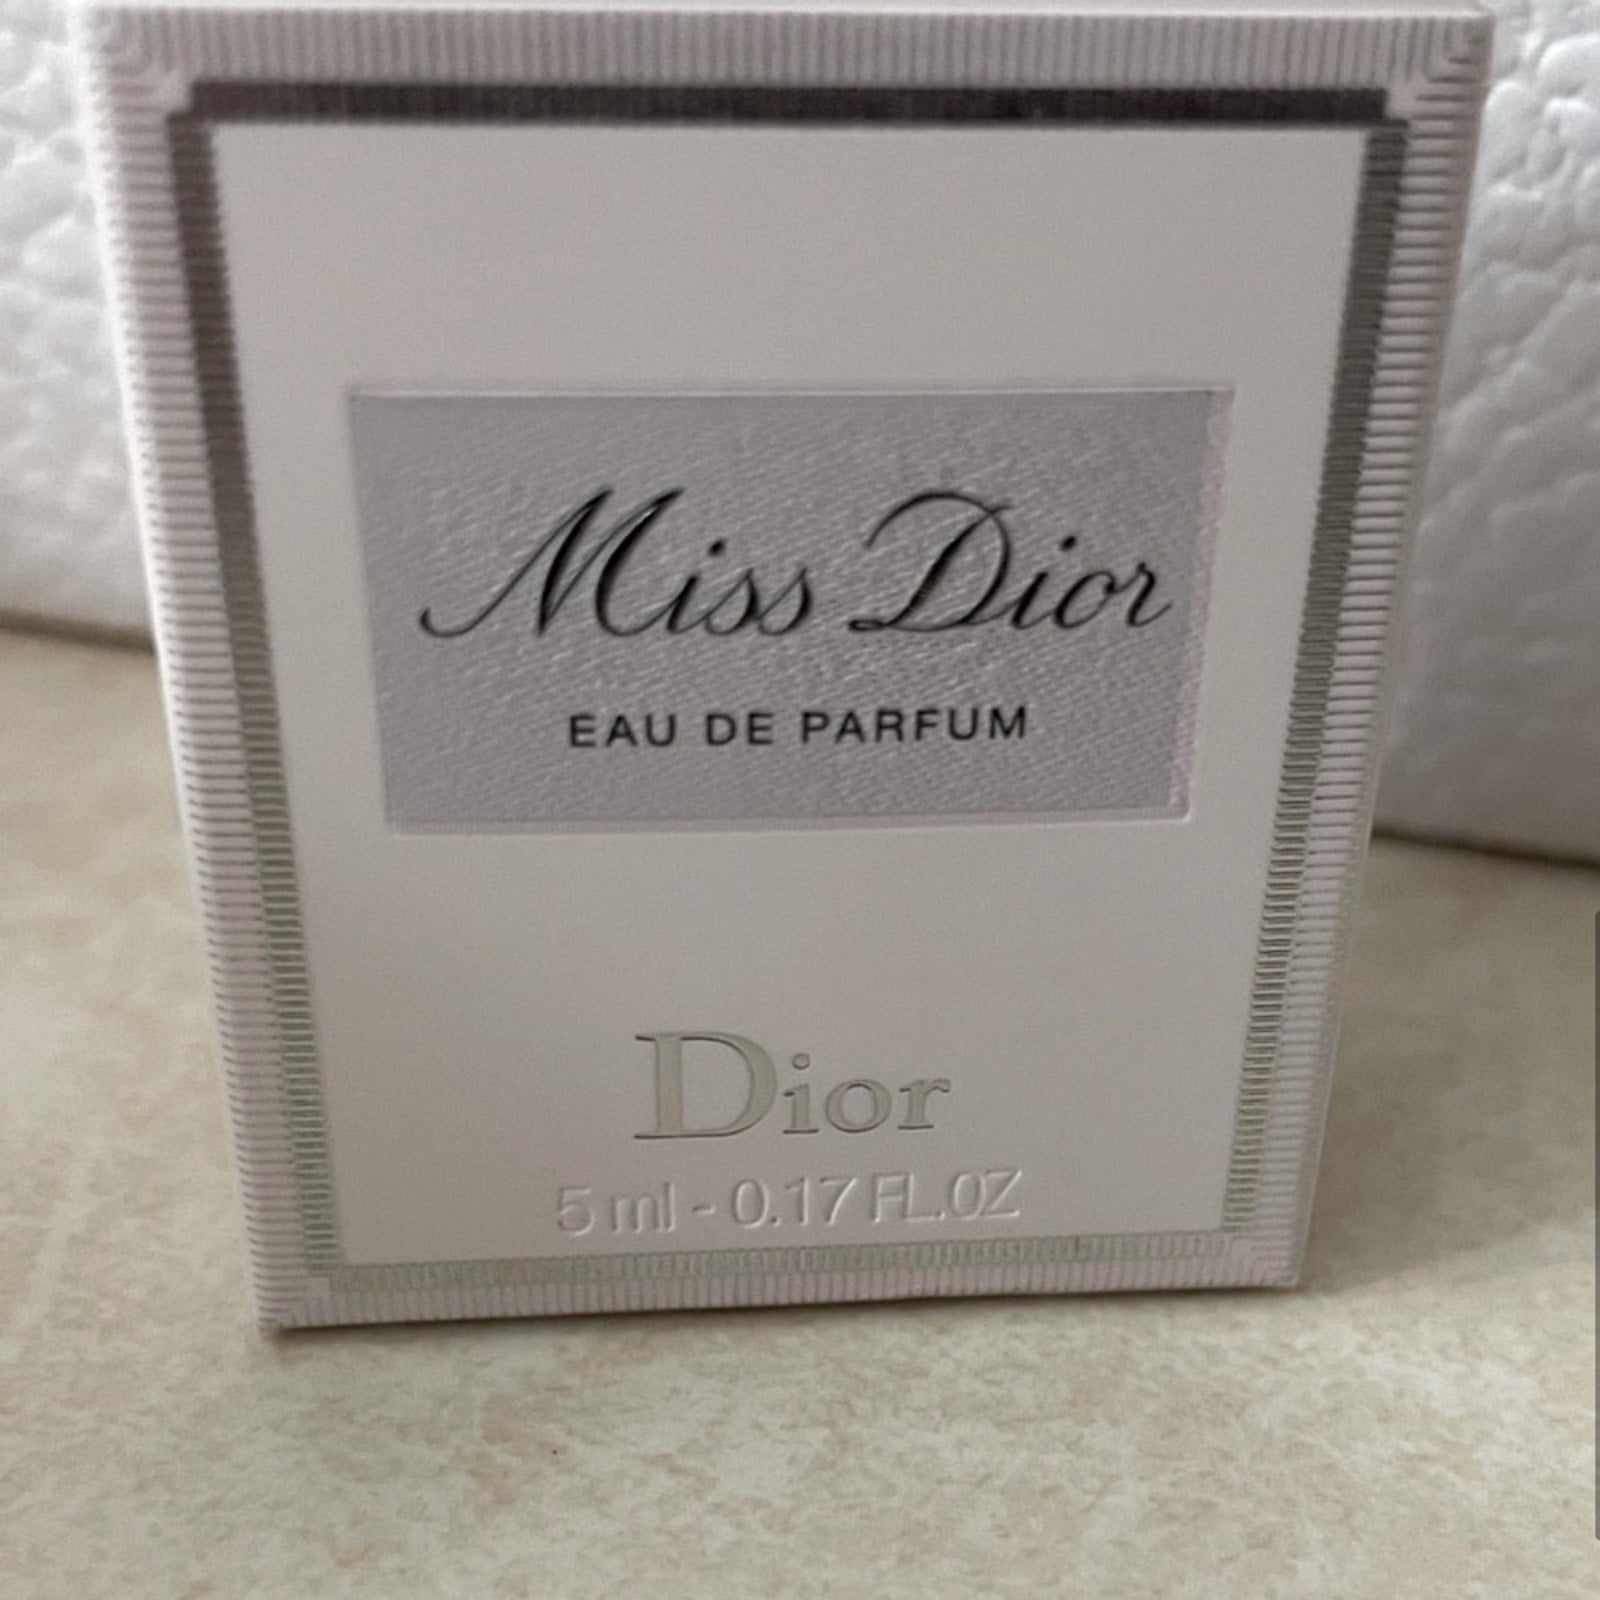 Miss Dior
EAU DE PARFUM
Dior
5 ml - 0.17 FL.OZ